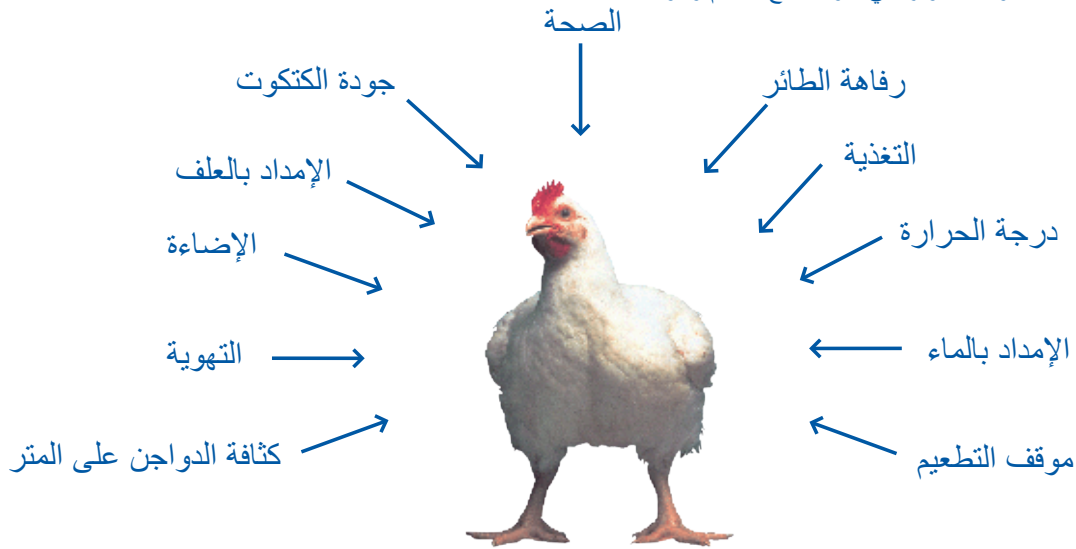 الصحة
رفاهة الطائر
جودة الكتكوت
التغذية
الإمداد بالعلف
درجة الحرارة
الإضاءة
الإمداد بالماء
التهوية
موقف التطعيم
كثافة الدواجن على المتر